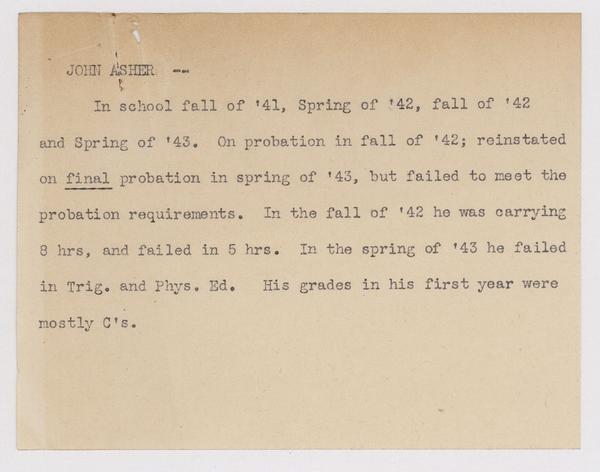 JOHN ASHER --
In school fall of '41, Spring of '42, fall of '42
and Spring of '43. On probation in fall of '42; reinstated
on final probation in spring of '43, but failed to meet the
probation requirements. In the fall of '42 he was carrying
8 hrs, and failed in 5 hrs. In the spring of '43 he failed
in Trig. and Phys. Ed. His grades in his first year were
mostly C's.